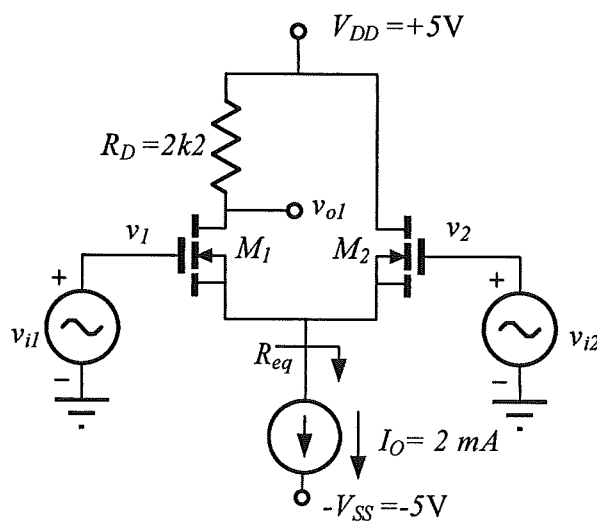 V_DD = +5V
R_D = 2k2
v_o1
v_1
M_1
M_2
v_2
+
+
v_i1
v_i2
−
−
R_eq
I_O = 2 mA
-V_SS = -5V